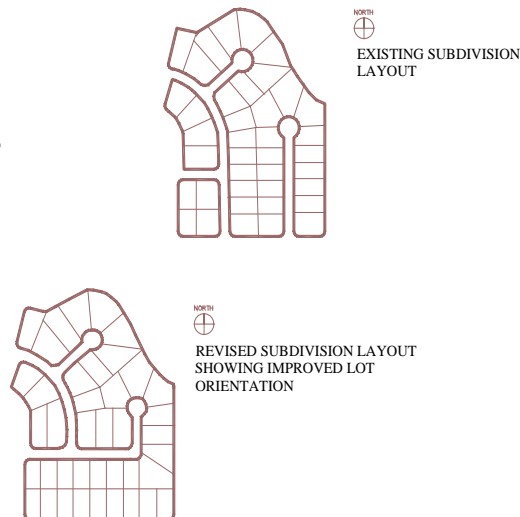 NORTH
EXISTING SUBDIVISION
LAYOUT
NORTH
REVISED SUBDIVISION LAYOUT
SHOWING IMPROVED LOT
ORIENTATION